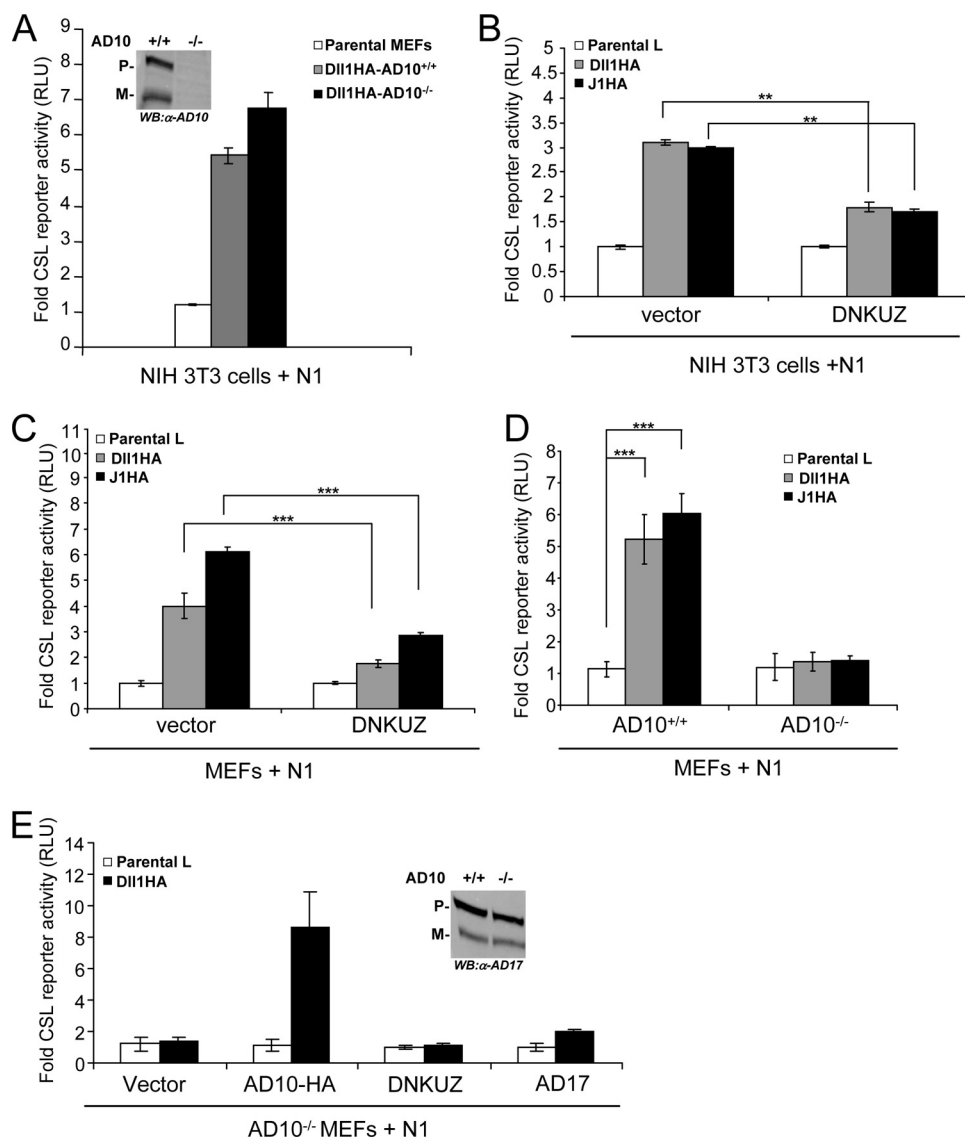 A
Fold CSL reporter activity (RLU)
9
8
7
6
5
4
3
2
1
0
AD10 +/+ -/-
P-
M-
WB:α-AD10
Parental MEFs
Dll1HA-AD10+/+
Dll1HA-AD10-/-
NIH 3T3 cells + N1
B
Fold CSL reporter activity (RLU)
5
4.5
4
3.5
3
2.5
2
1.5
1
0.5
0
Parental L
Dll1HA
J1HA
**
**
vector DNKUZ
NIH 3T3 cells +N1
C
Fold CSL reporter activity (RLU)
11
10
9
8
7
6
5
4
3
2
1
0
Parental L
Dll1HA
J1HA
***
***
vector DNKUZ
MEFs + N1
D
Fold CSL reporter activity (RLU)
8
7
6
5
4
3
2
1
0
***
***
Parental L
Dll1HA
J1HA
AD10+/+ AD10-/-
MEFs + N1
E
Fold CSL reporter activity (RLU)
14
12
10
8
6
4
2
0
Parental L
Dll1HA
AD10 +/+ -/-
P-
M-
WB:α-AD17
Vector AD10-HA DNKUZ AD17
AD10-/- MEFs + N1